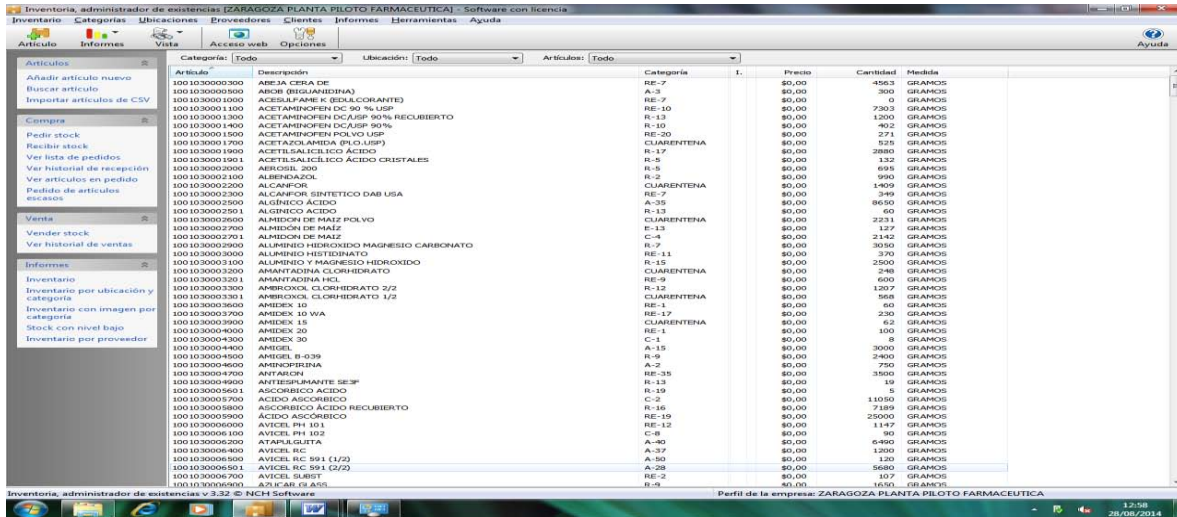 Inventoria, administrador de existencias [ZARAGOZA PLANTA PILOTO FARMACEUTICA] - Software con licencia
Inventario Categorías Ubicaciones Proveedores Clientes Informes Herramientas Ayuda
Artículo Informes Vista Acceso web Opciones Ayuda
Categoría: Todo Ubicación: Todo Artículos: Todo
Artículos
Añadir artículo nuevo
Buscar artículo
Importar artículos de CSV
Compra
Pedir stock
Recibir stock
Ver lista de pedidos
Ver historial de recepción
Ver artículos en pedido
Pedido de artículos
escasos
Venta
Vender stock
Ver historial de ventas
Informes
Inventario
Inventario por ubicación y
categoría
Inventario con imagen por
categoría
Stock con nivel bajo
Inventario por proveedor
Artículo Descripción Categoría I. Precio Cantidad Medida
1001030000300 ABEJA CERA DE RE-7 $0,00 4563 GRAMOS
1001030000500 ABOB (BIGUANIDINA) A-3 $0,00 300 GRAMOS
1001030001000 ACESULFAME K (EDULCORANTE) RE-7 $0,00 0 GRAMOS
1001030001100 ACETAMINOFEN DC 90 % USP RE-10 $0,00 7303 GRAMOS
1001030001300 ACETAMINOFEN DC/USP 90% RECUBIERTO R-13 $0,00 1200 GRAMOS
1001030001400 ACETAMINOFEN DC/USP 90% R-10 $0,00 402 GRAMOS
1001030001500 ACETAMINOFEN POLVO USP RE-20 $0,00 271 GRAMOS
1001030001700 ACETAZOLAMIDA (PLO.USP) CUARENTENA $0,00 525 GRAMOS
1001030001900 ACETILSALICILICO ÁCIDO R-17 $0,00 2880 GRAMOS
1001030001901 ACETILSALICÍLICO ÁCIDO CRISTALES R-5 $0,00 132 GRAMOS
1001030002000 AEROSIL 200 R-5 $0,00 695 GRAMOS
1001030002100 ALBENDAZOL R-2 $0,00 990 GRAMOS
1001030002200 ALCANFOR CUARENTENA $0,00 1409 GRAMOS
1001030002300 ALCANFOR SINTETICO DAB USA RE-7 $0,00 349 GRAMOS
1001030002500 ALGÍNICO ÁCIDO A-35 $0,00 8650 GRAMOS
1001030002501 ALGINICO ACIDO R-13 $0,00 60 GRAMOS
1001030002600 ALMIDON DE MAIZ POLVO CUARENTENA $0,00 2231 GRAMOS
1001030002700 ALMIDÓN DE MAÍZ E-13 $0,00 127 GRAMOS
1001030002701 ALMIDON DE MAIZ C-4 $0,00 2142 GRAMOS
1001030002900 ALUMINIO HIDROXIDO MAGNESIO CARBONATO R-7 $0,00 3050 GRAMOS
1001030003000 ALUMINIO HISTIDINATO RE-11 $0,00 370 GRAMOS
1001030003100 ALUMINIO Y MAGNESIO HIDROXIDO R-15 $0,00 2500 GRAMOS
1001030003200 AMANTADINA CLORHIDRATO CUARENTENA $0,00 248 GRAMOS
1001030003201 AMANTADINA HCL RE-9 $0,00 600 GRAMOS
1001030003300 AMBROXOL CLORHIDRATO 2/2 R-12 $0,00 1207 GRAMOS
1001030003301 AMBROXOL CLORHIDRATO 1/2 CUARENTENA $0,00 568 GRAMOS
1001030003600 AMIDEX 10 RE-1 $0,00 60 GRAMOS
1001030003700 AMIDEX 10 WA RE-17 $0,00 230 GRAMOS
1001030003900 AMIDEX 15 CUARENTENA $0,00 62 GRAMOS
1001030004000 AMIDEX 20 RE-1 $0,00 100 GRAMOS
1001030004300 AMIDEX 30 C-1 $0,00 8 GRAMOS
1001030004400 AMIGEL A-15 $0,00 3000 GRAMOS
1001030004500 AMIGEL B-039 R-9 $0,00 2400 GRAMOS
1001030004600 AMINOPIRINA A-2 $0,00 750 GRAMOS
1001030004700 ANTARON RE-35 $0,00 3500 GRAMOS
1001030004900 ANTIESPUMANTE SE3P R-13 $0,00 19 GRAMOS
1001030005601 ASCORBICO ACIDO R-19 $0,00 5 GRAMOS
1001030005700 ACIDO ASCORBICO C-2 $0,00 11050 GRAMOS
1001030005800 ASCORBICO ÁCIDO RECUBIERTO R-16 $0,00 7189 GRAMOS
1001030005900 ÁCIDO ASCÓRBICO RE-19 $0,00 25000 GRAMOS
1001030006000 AVICEL PH 101 RE-12 $0,00 1147 GRAMOS
1001030006100 AVICEL PH 102 C-8 $0,00 90 GRAMOS
1001030006200 ATAPULGUITA A-40 $0,00 6490 GRAMOS
1001030006400 AVICEL RC A-37 $0,00 1200 GRAMOS
1001030006500 AVICEL RC 591 (1/2) A-50 $0,00 120 GRAMOS
1001030006501 AVICEL RC 591 (2/2) A-28 $0,00 5680 GRAMOS
1001030006700 AVICEL SUBST RE-2 $0,00 107 GRAMOS
1001030006900 AZUCAR GLASS R-9 $0,00 1650 GRAMOS
Inventoria, administrador de existencias v 3.32 © NCH Software Perfil de la empresa: ZARAGOZA PLANTA PILOTO FARMACEUTICA
12:58
28/08/2014